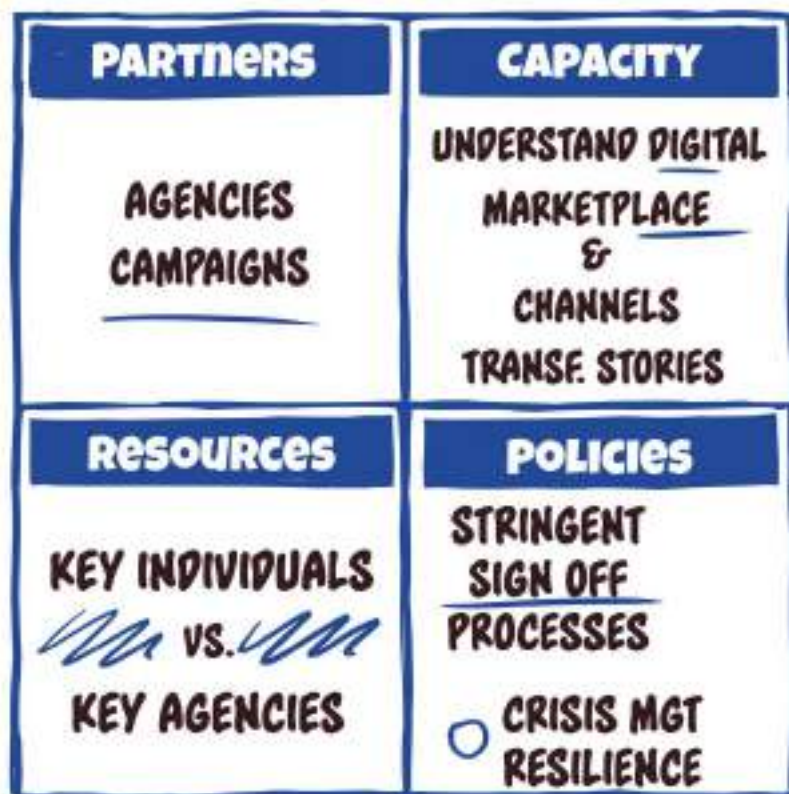 PARTNERS
AGENCIES
CAMPAIGNS
CAPACITY
UNDERSTAND DIGITAL
MARKETPLACE
&
CHANNELS
TRANSF. STORIES
RESOURCES
KEY INDIVIDUALS
VS.
KEY AGENCIES
POLICIES
STRINGENT
SIGN OFF
PROCESSES
CRISIS MGT
RESILIENCE